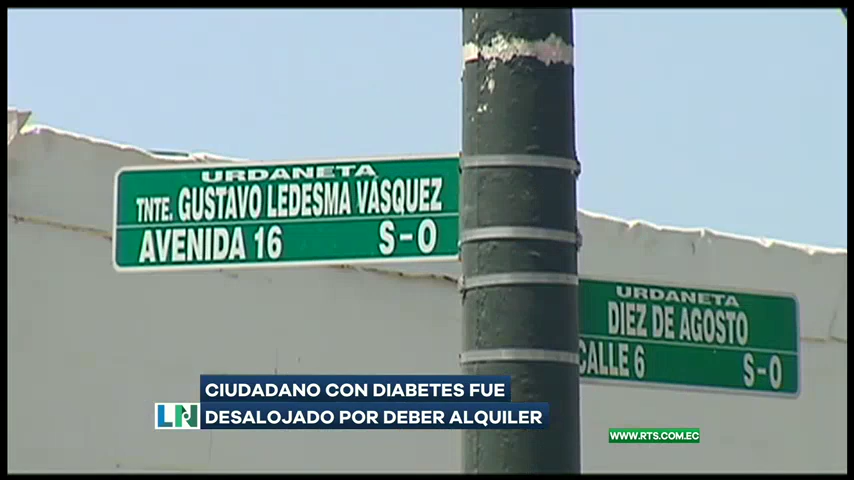 URDANETA
TNTE. GUSTAVO LEDESMA VÁSQUEZ
AVENIDA 16 S-O
URDANETA
DIEZ DE AGOSTO
CALLE 6 S-O
CIUDADANO CON DIABETES FUE
DESALOJADO POR DEBER ALQUILER
LN
WWW.RTS.COM.EC